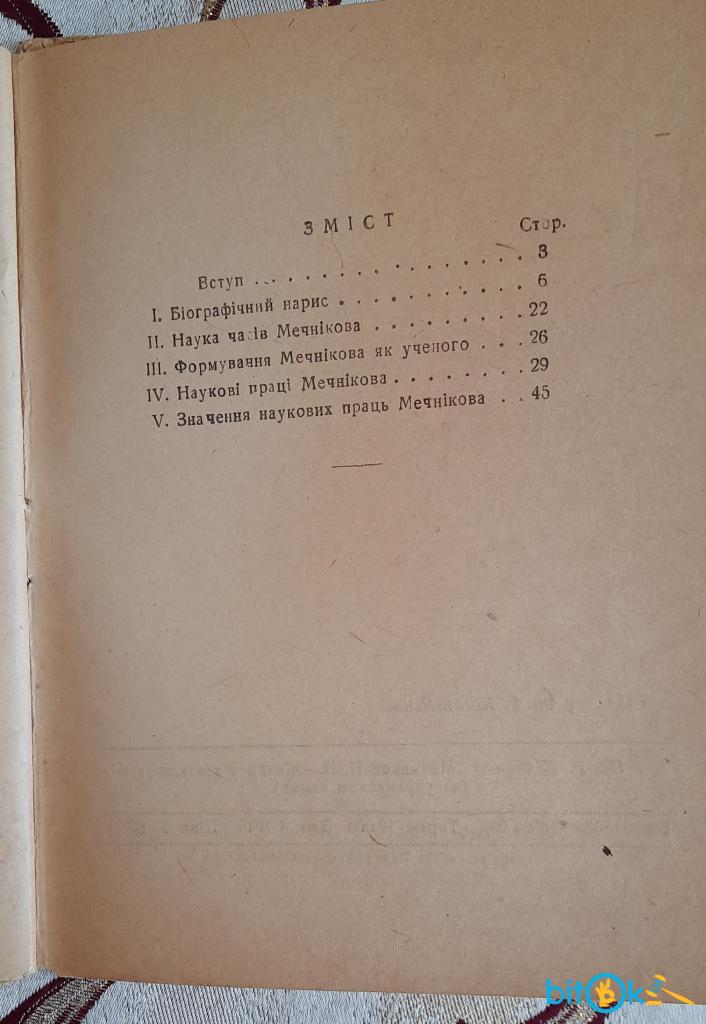 ЗМІСТ
Стор.
Вступ . . . . . . . . . . . . . . . . 3
I. Біографічний нарис . . . . . . . . . . . 6
II. Наука часів Мечнікова . . . . . . . . . 22
III. Формування Мечнікова як ученого . . . 26
IV. Наукові праці Мечнікова . . . . . . . . 29
V. Значення наукових праць Мечнікова . . 45
bitOk